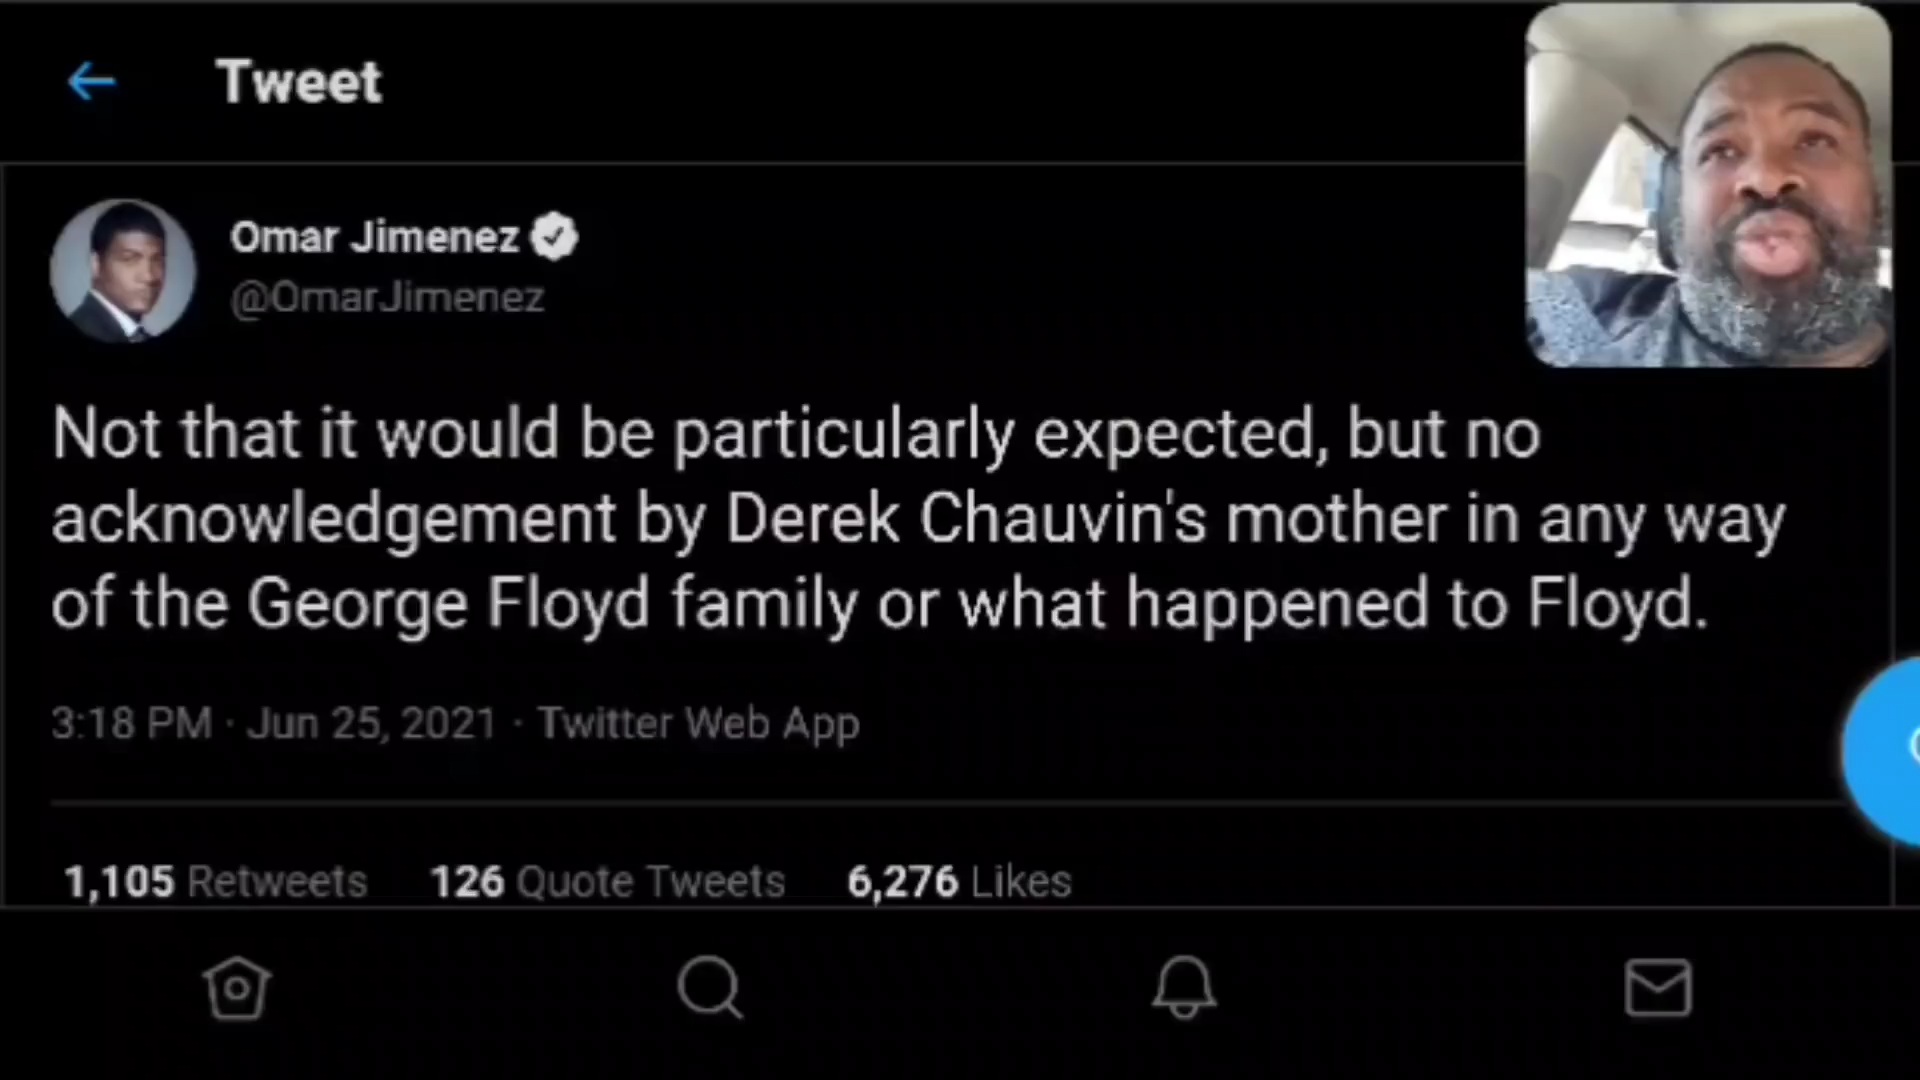 Tweet
Omar Jimenez
@OmarJimenez
Not that it would be particularly expected, but no
acknowledgement by Derek Chauvin's mother in any way
of the George Floyd family or what happened to Floyd.
3:18 PM · Jun 25, 2021 · Twitter Web App
1,105 Retweets 126 Quote Tweets 6,276 Likes